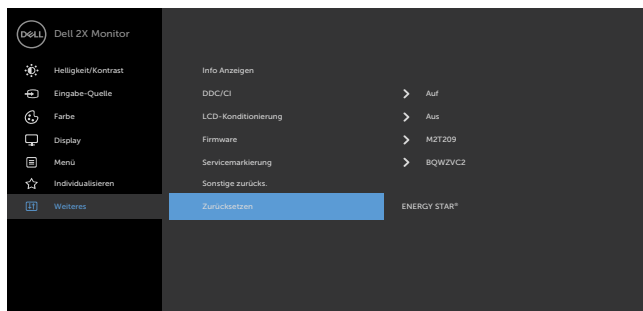 DELL Dell 2X Monitor
Helligkeit/Kontrast Info Anzeigen
Eingabe-Quelle DDC/CI Auf
Farbe LCD-Konditionierung Aus
Display Firmware M2T209
Menü Servicemarkierung BQWZVC2
Individualisieren Sonstige zurücks.
Weiteres Zurücksetzen ENERGY STAR®